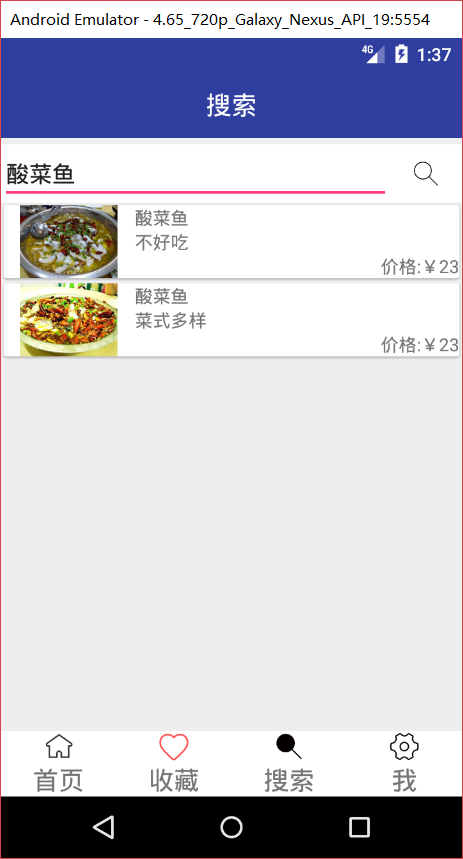 Android Emulator - 4.65_720p_Galaxy_Nexus_API_19:5554
4G 1:37
搜索
酸菜鱼
酸菜鱼
不好吃
价格:￥23
酸菜鱼
菜式多样
价格:￥23
首页 收藏 搜索 我